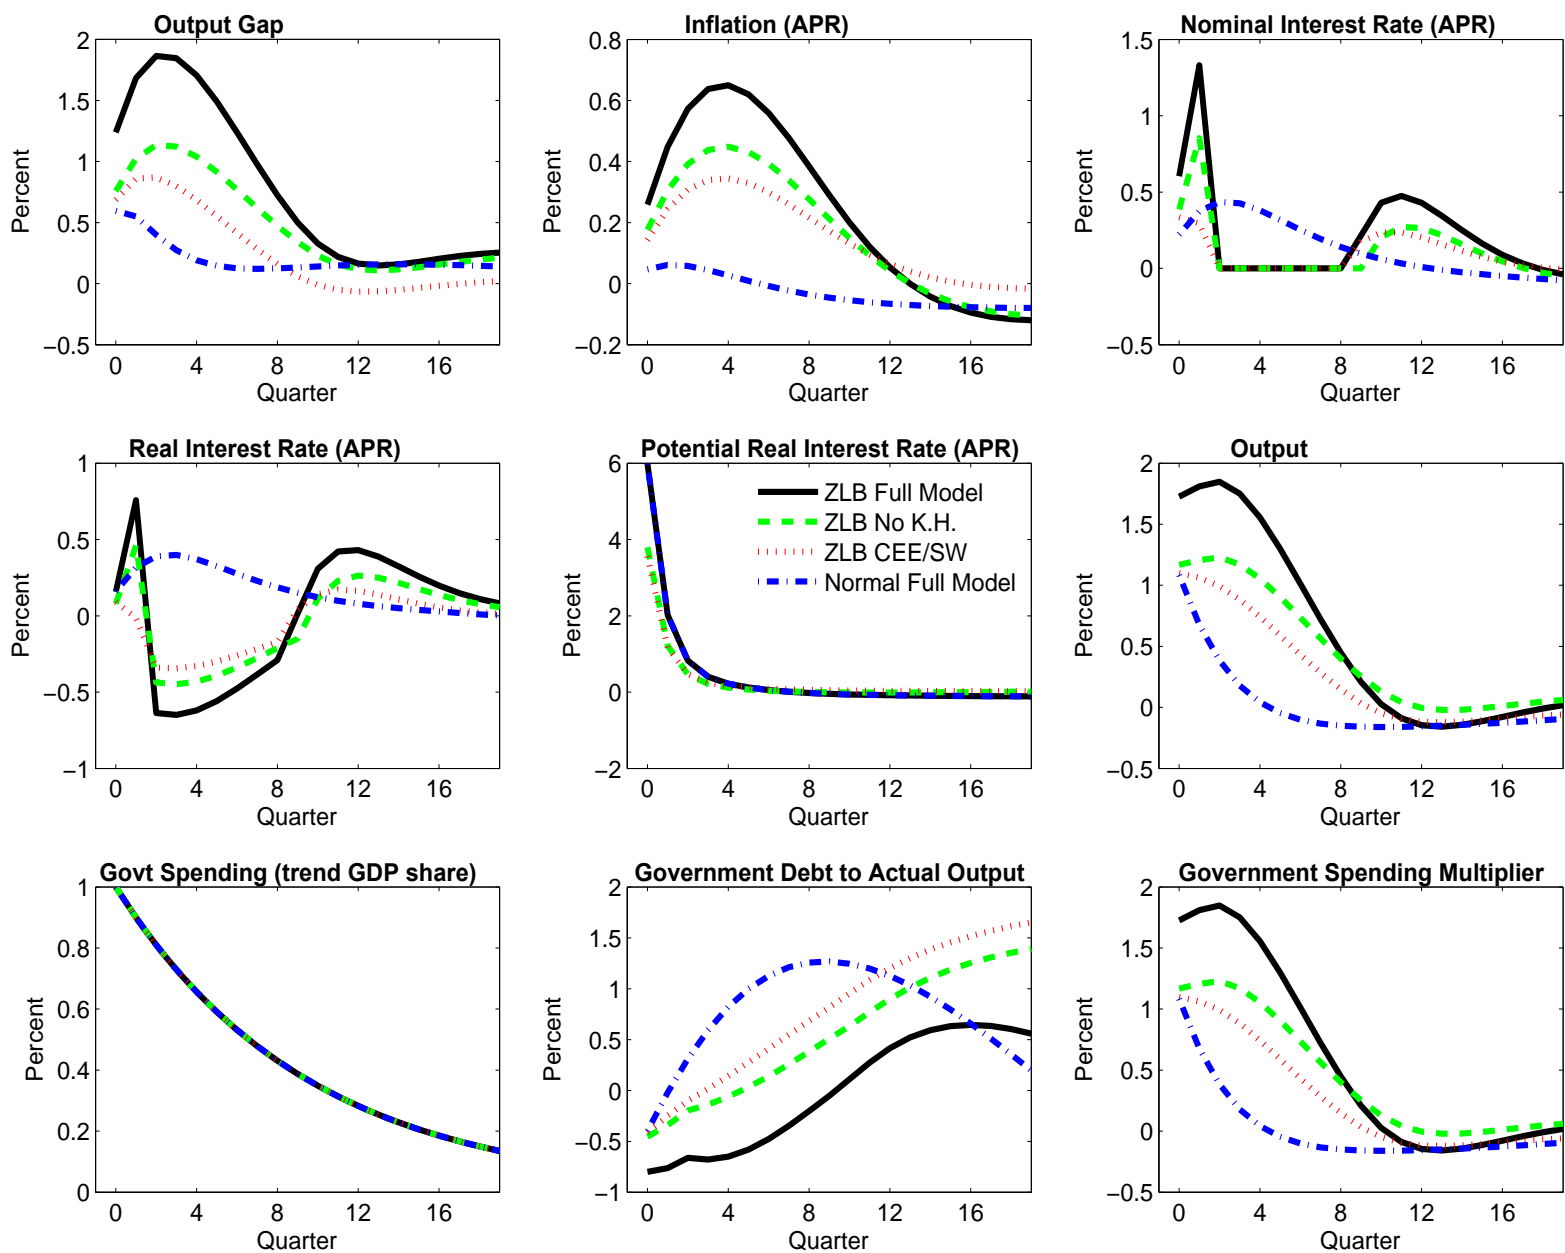 Output Gap
2
1.5
1
0.5
0
−0.5
Percent
0 4 8 12 16
Quarter
Inflation (APR)
0.8
0.6
0.4
0.2
0
−0.2
Percent
0 4 8 12 16
Quarter
Nominal Interest Rate (APR)
1.5
1
0.5
0
−0.5
Percent
0 4 8 12 16
Quarter
Real Interest Rate (APR)
1
0.5
0
−0.5
−1
Percent
0 4 8 12 16
Quarter
Potential Real Interest Rate (APR)
6
4
2
0
−2
Percent
ZLB Full Model
ZLB No K.H.
ZLB CEE/SW
Normal Full Model
0 4 8 12 16
Quarter
Output
2
1.5
1
0.5
0
−0.5
Percent
0 4 8 12 16
Quarter
Govt Spending (trend GDP share)
1
0.8
0.6
0.4
0.2
0
Percent
0 4 8 12 16
Quarter
Government Debt to Actual Output
2
1.5
1
0.5
0
−0.5
−1
Percent
0 4 8 12 16
Quarter
Government Spending Multiplier
2
1.5
1
0.5
0
−0.5
Percent
0 4 8 12 16
Quarter